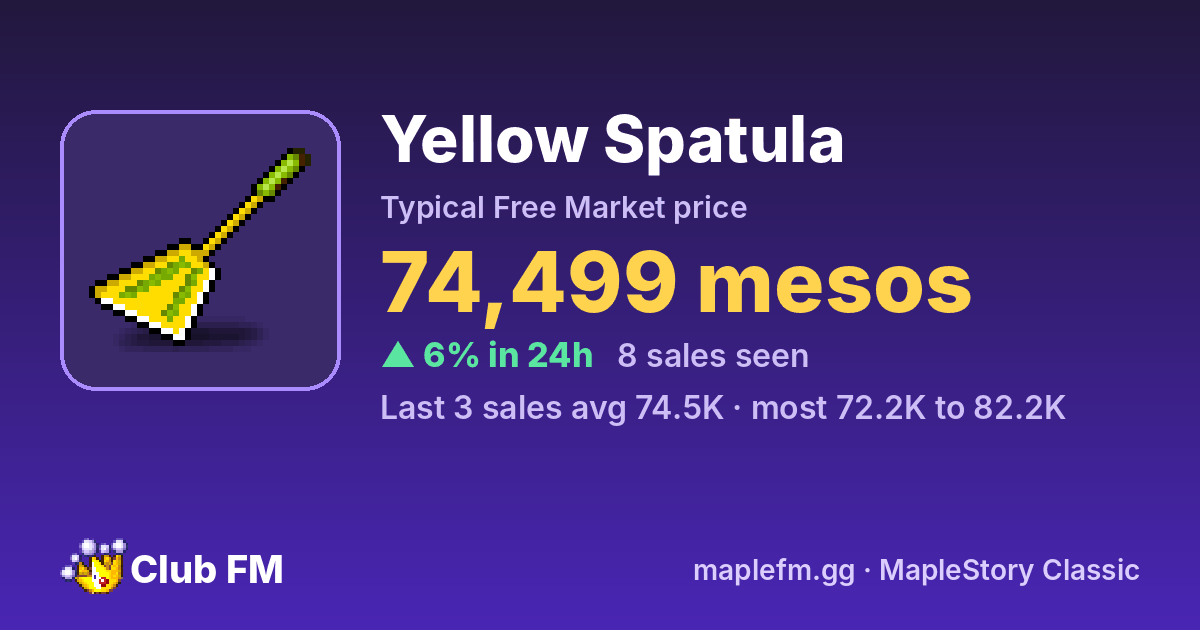 Yellow Spatula
Typical Free Market price
74,499 mesos
▲ 6% in 24h 8 sales seen
Last 3 sales avg 74.5K · most 72.2K to 82.2K
Club FM
maplefm.gg · MapleStory Classic